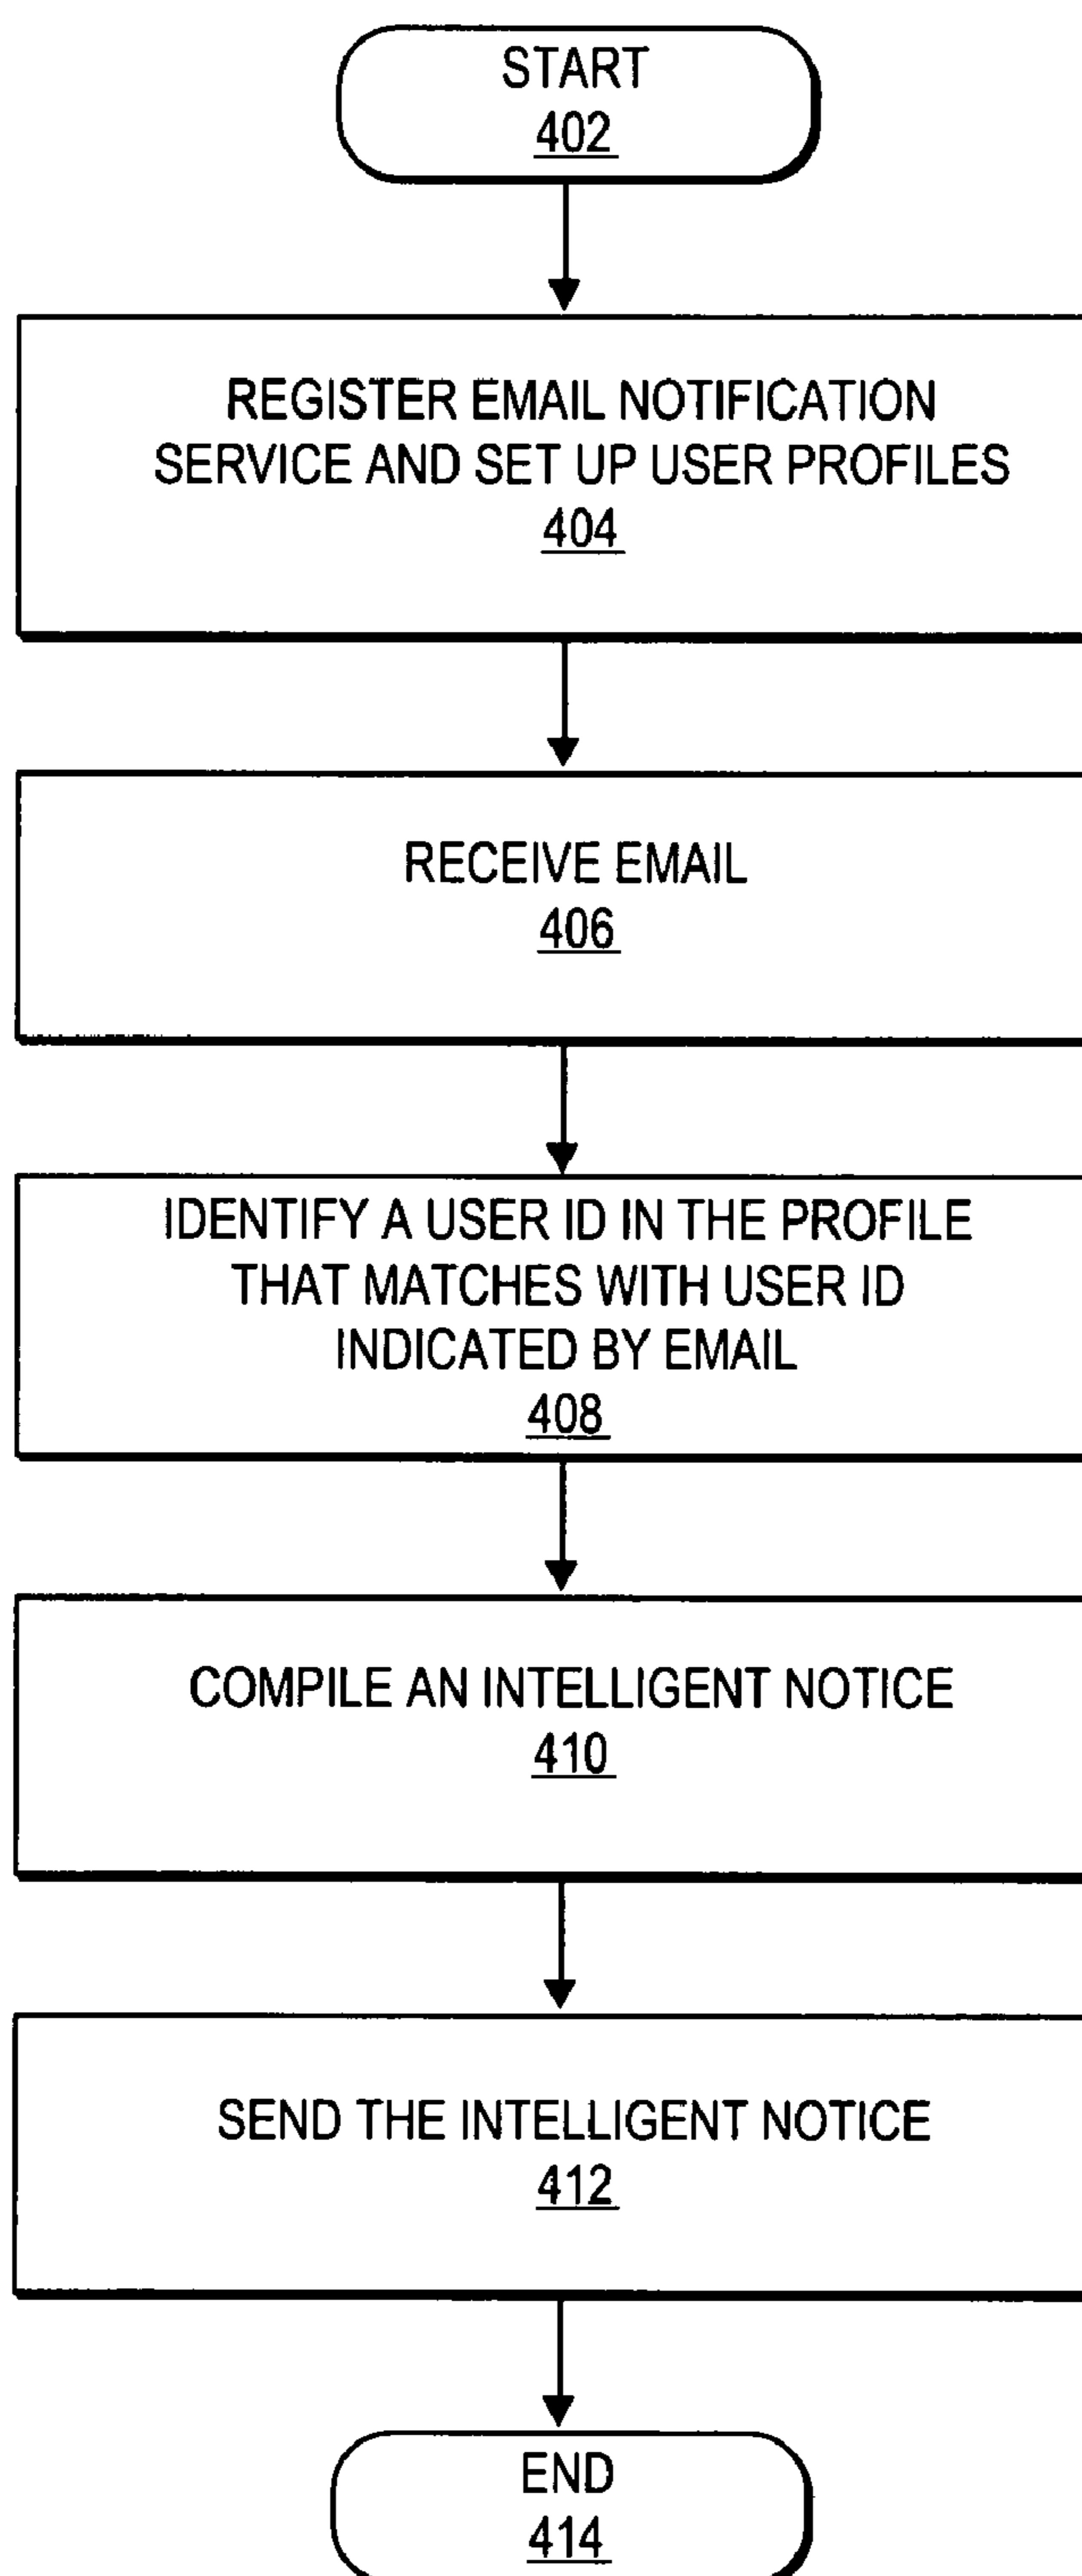 START
402
REGISTER EMAIL NOTIFICATION
SERVICE AND SET UP USER PROFILES
404
RECEIVE EMAIL
406
IDENTIFY A USER ID IN THE PROFILE
THAT MATCHES WITH USER ID
INDICATED BY EMAIL
408
COMPILE AN INTELLIGENT NOTICE
410
SEND THE INTELLIGENT NOTICE
412
END
414